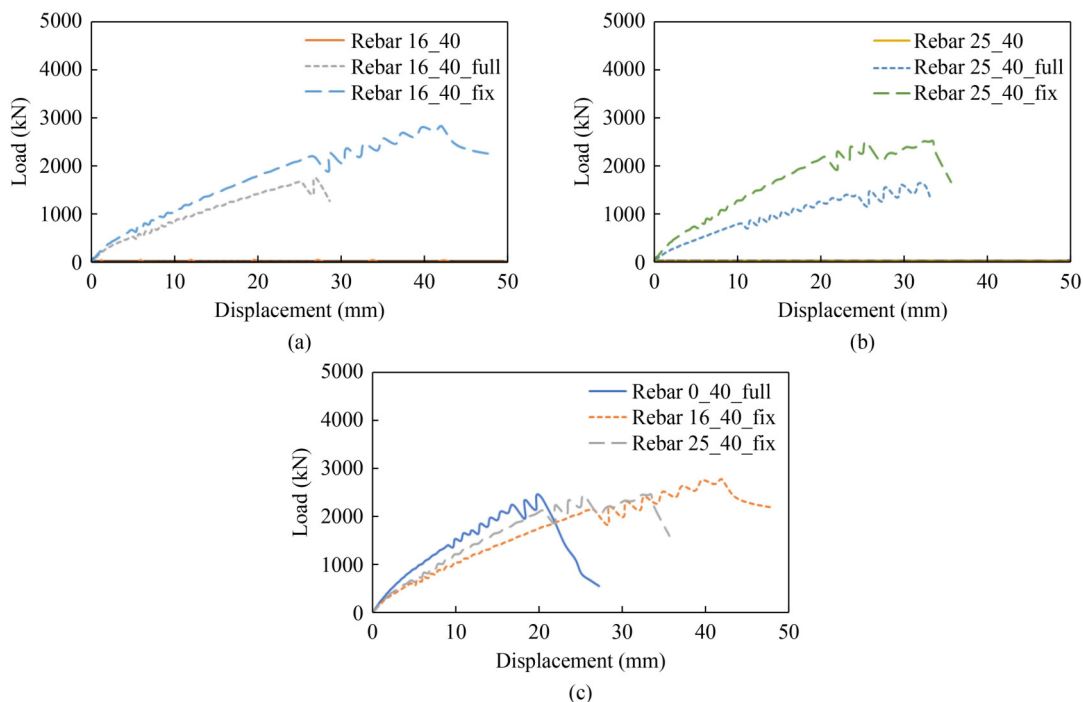 5000
4000
3000
2000
1000
0
Load (kN)
Rebar 16_40
Rebar 16_40_full
Rebar 16_40_fix
0 10 20 30 40 50
Displacement (mm)
(a)
5000
4000
3000
2000
1000
0
Load (kN)
Rebar 25_40
Rebar 25_40_full
Rebar 25_40_fix
0 10 20 30 40 50
Displacement (mm)
(b)
5000
4000
3000
2000
1000
0
Load (kN)
Rebar 0_40_full
Rebar 16_40_fix
Rebar 25_40_fix
0 10 20 30 40 50
Displacement (mm)
(c)